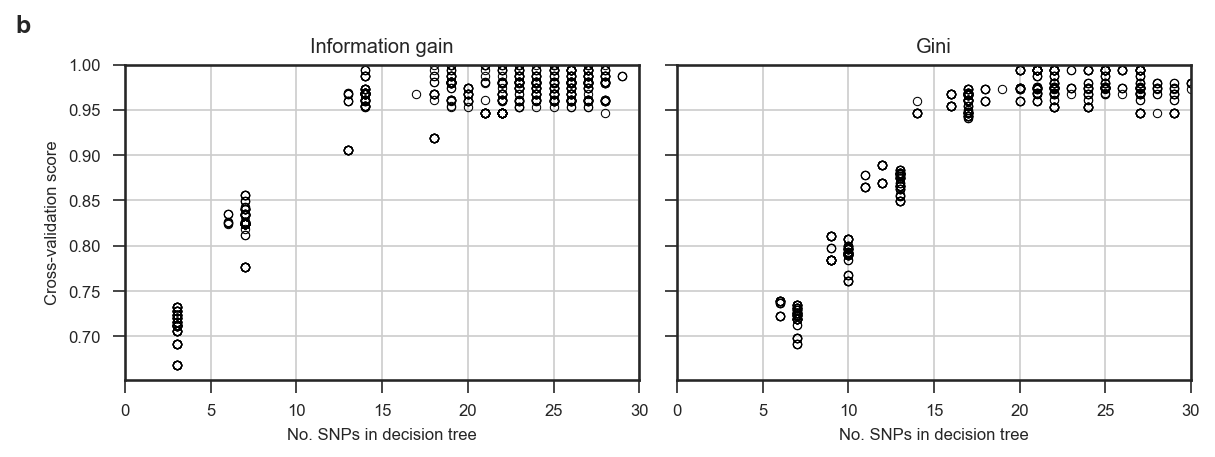 b
Information gain
Gini
Cross-validation score
1.00
0.95
0.90
0.85
0.80
0.75
0.70
0 5 10 15 20 25 30
0 5 10 15 20 25 30
No. SNPs in decision tree
No. SNPs in decision tree